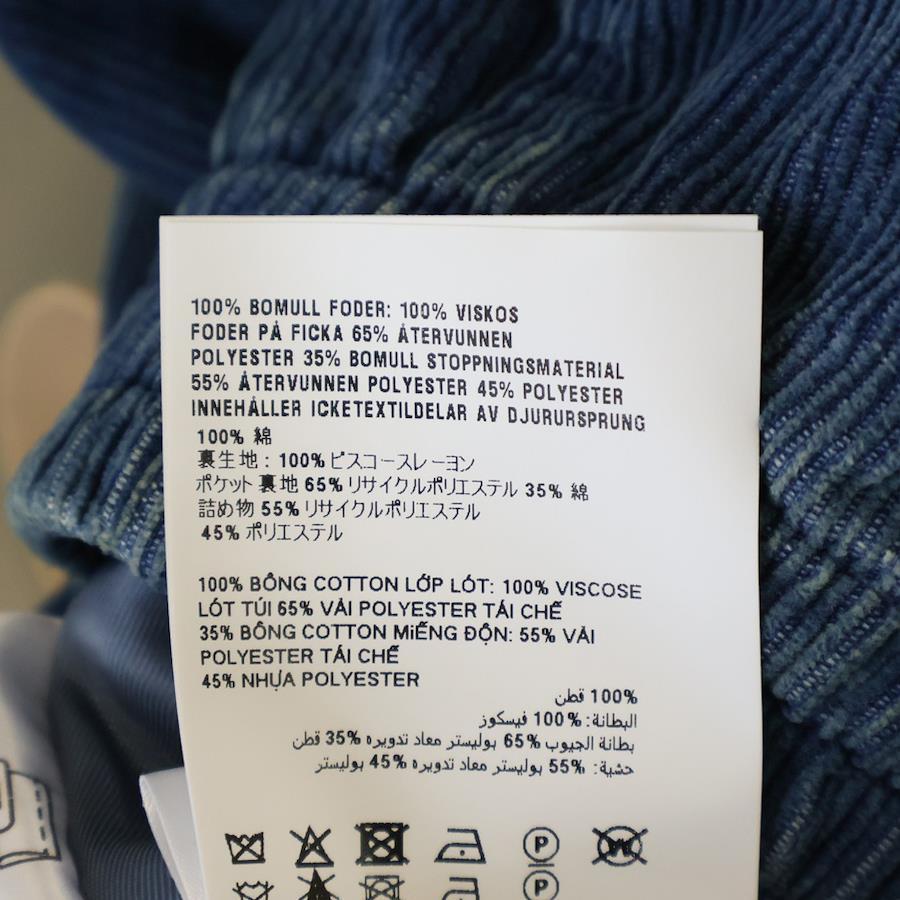 100% BOMULL FODER: 100% VISKOS
FODER PÅ FICKA 65% ÅTERVUNNEN
POLYESTER 35% BOMULL STOPPNINGSMATERIAL
55% ÅTERVUNNEN POLYESTER 45% POLYESTER
INNEHÅLLER ICKETEXTILDELAR AV DJURURSPRUNG
100% 綿
裏生地 : 100% ビスコースレーヨン
ポケット 裏地 65% リサイクルポリエステル 35% 綿
詰め物 55% リサイクルポリエステル
45% ポリエステル
100% BÔNG COTTON LỚP LÓT: 100% VISCOSE
LÓT TÚI 65% VẢI POLYESTER TÁI CHẾ
35% BÔNG COTTON MiẾNG ĐỘN: 55% VẢI
POLYESTER TÁI CHẾ
45% NHỰA POLYESTER
100% قطن
البطانة: 100% فيسكوز
بطانة الجيوب 65% بوليستر معاد تدويره 35% قطن
حشية: 55% بوليستر معاد تدويره 45% بوليستر
P
W
P